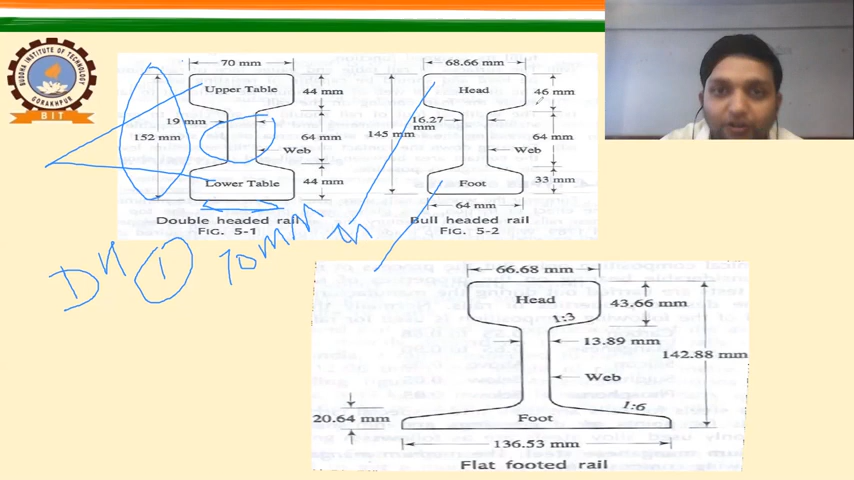 BUDDHA INSTITUTE OF TECHNOLOGY
GORAKHPUR
BIT
70 mm
Upper Table
44 mm
19 mm
152 mm
64 mm
Web
Lower Table
44 mm
Double headed rail
FIG. 5-1
68.66 mm
Head
46 mm
16.27
mm
145 mm
64 mm
Web
Foot
33 mm
64 mm
Bull headed rail
FIG. 5-2
DH 1 70mm
66.68 mm
Head
43.66 mm
1:3
13.89 mm
142.88 mm
Web
1:6
20.64 mm
Foot
136.53 mm
Flat footed rail